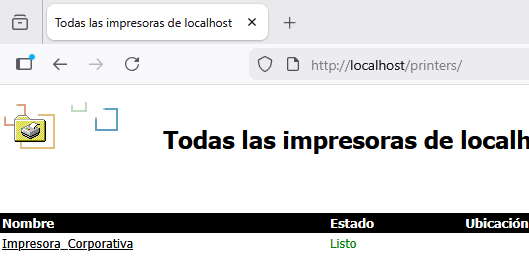 Todas las impresoras de localhost
http://localhost/printers/
Todas las impresoras de localh
Nombre Estado Ubicación
Impresora_Corporativa Listo